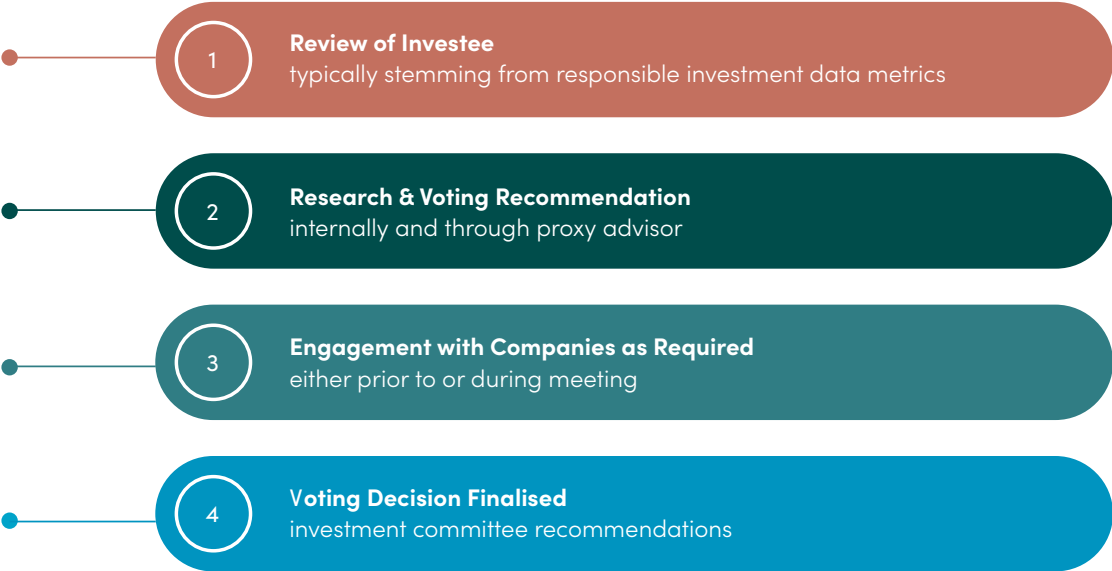 1
Review of Investee
typically stemming from responsible investment data metrics
2
Research & Voting Recommendation
internally and through proxy advisor
3
Engagement with Companies as Required
either prior to or during meeting
4
Voting Decision Finalised
investment committee recommendations